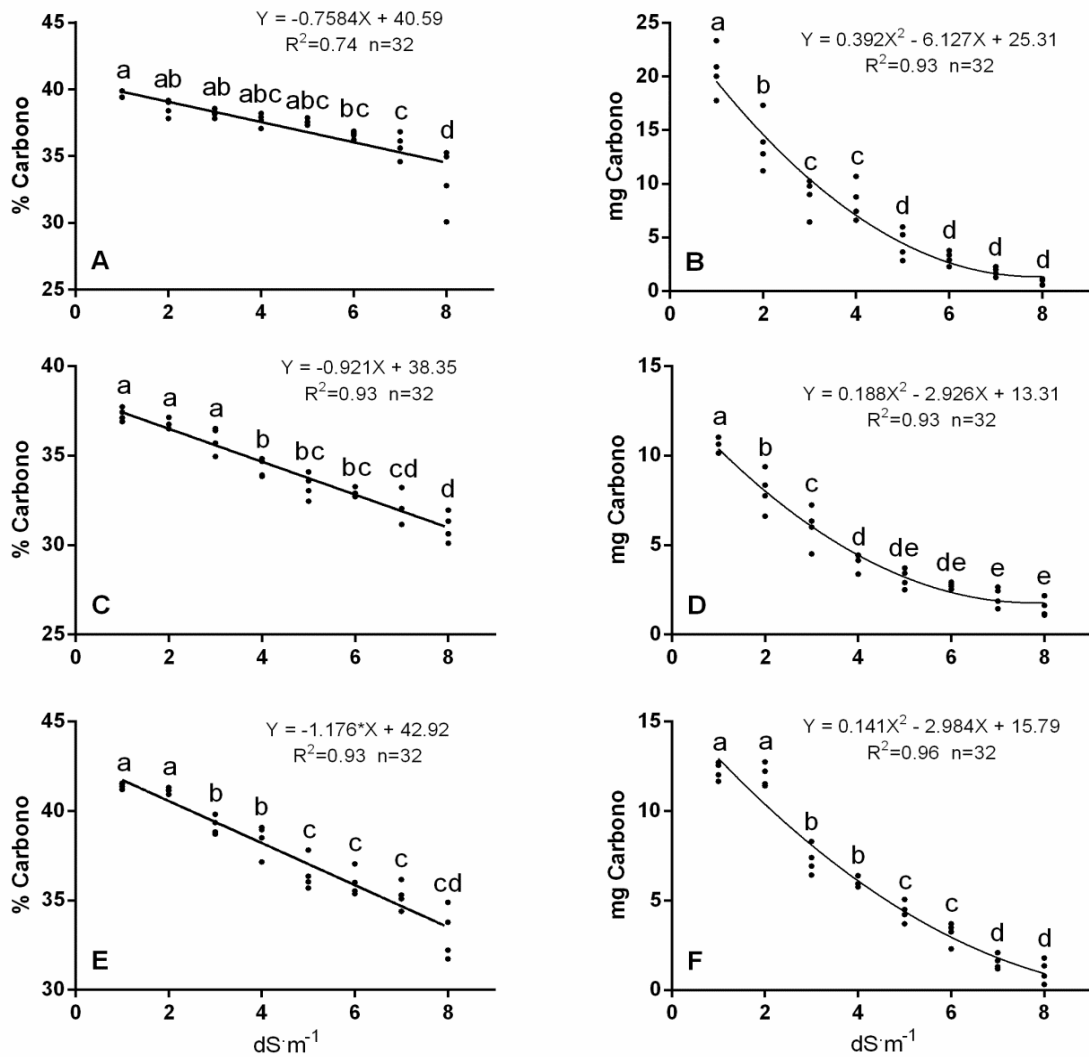 Y = -0.7584X + 40.59
R²=0.74 n=32
a ab ab abc abc bc c d
% Carbono
45
40
35
30
25
A
0 2 4 6 8
Y = 0.392X² - 6.127X + 25.31
R²=0.93 n=32
a b c c d d d d
mg Carbono
25
20
15
10
5
0
B
0 2 4 6 8
Y = -0.921X + 38.35
R²=0.93 n=32
a a a b bc bc cd d
% Carbono
40
35
30
25
C
0 2 4 6 8
Y = 0.188X² - 2.926X + 13.31
R²=0.93 n=32
a b c d de de e e
mg Carbono
15
10
5
0
D
0 2 4 6 8
Y = -1.176*X + 42.92
R²=0.93 n=32
a a b b c c c cd
% Carbono
45
40
35
30
E
0 2 4 6 8
dS·m⁻¹
Y = 0.141X² - 2.984X + 15.79
R²=0.96 n=32
a a b b c c d d
mg Carbono
15
10
5
0
F
0 2 4 6 8
dS·m⁻¹